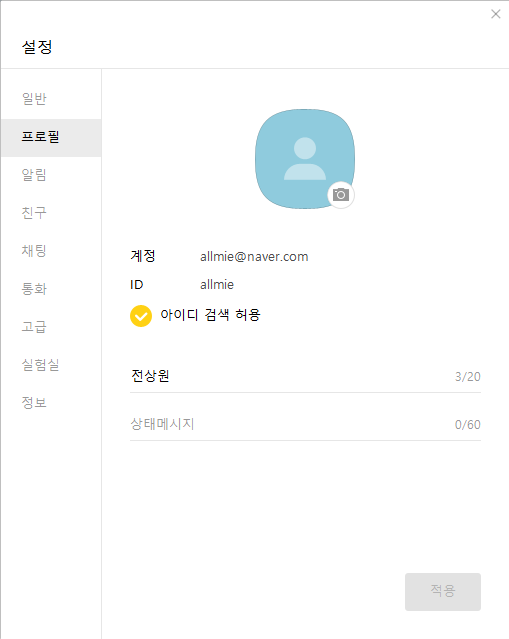 설정
일반
프로필
알림
친구
채팅
통화
고급
실험실
정보
계정 allmie@naver.com
ID allmie
아이디 검색 허용
전상원 3/20
상태메시지 0/60
적용